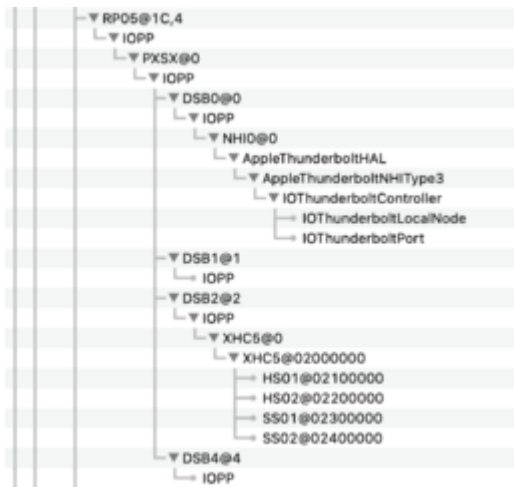 RP05@1C,4
IOPP
PXSX@0
IOPP
DSB0@0
IOPP
NHI0@0
AppleThunderboltHAL
AppleThunderboltNHIType3
IOThunderboltController
IOThunderboltLocalNode
IOThunderboltPort
DSB1@1
IOPP
DSB2@2
IOPP
XHC5@0
XHC5@02000000
HS01@02100000
HS02@02200000
SS01@02300000
SS02@02400000
DSB4@4
IOPP